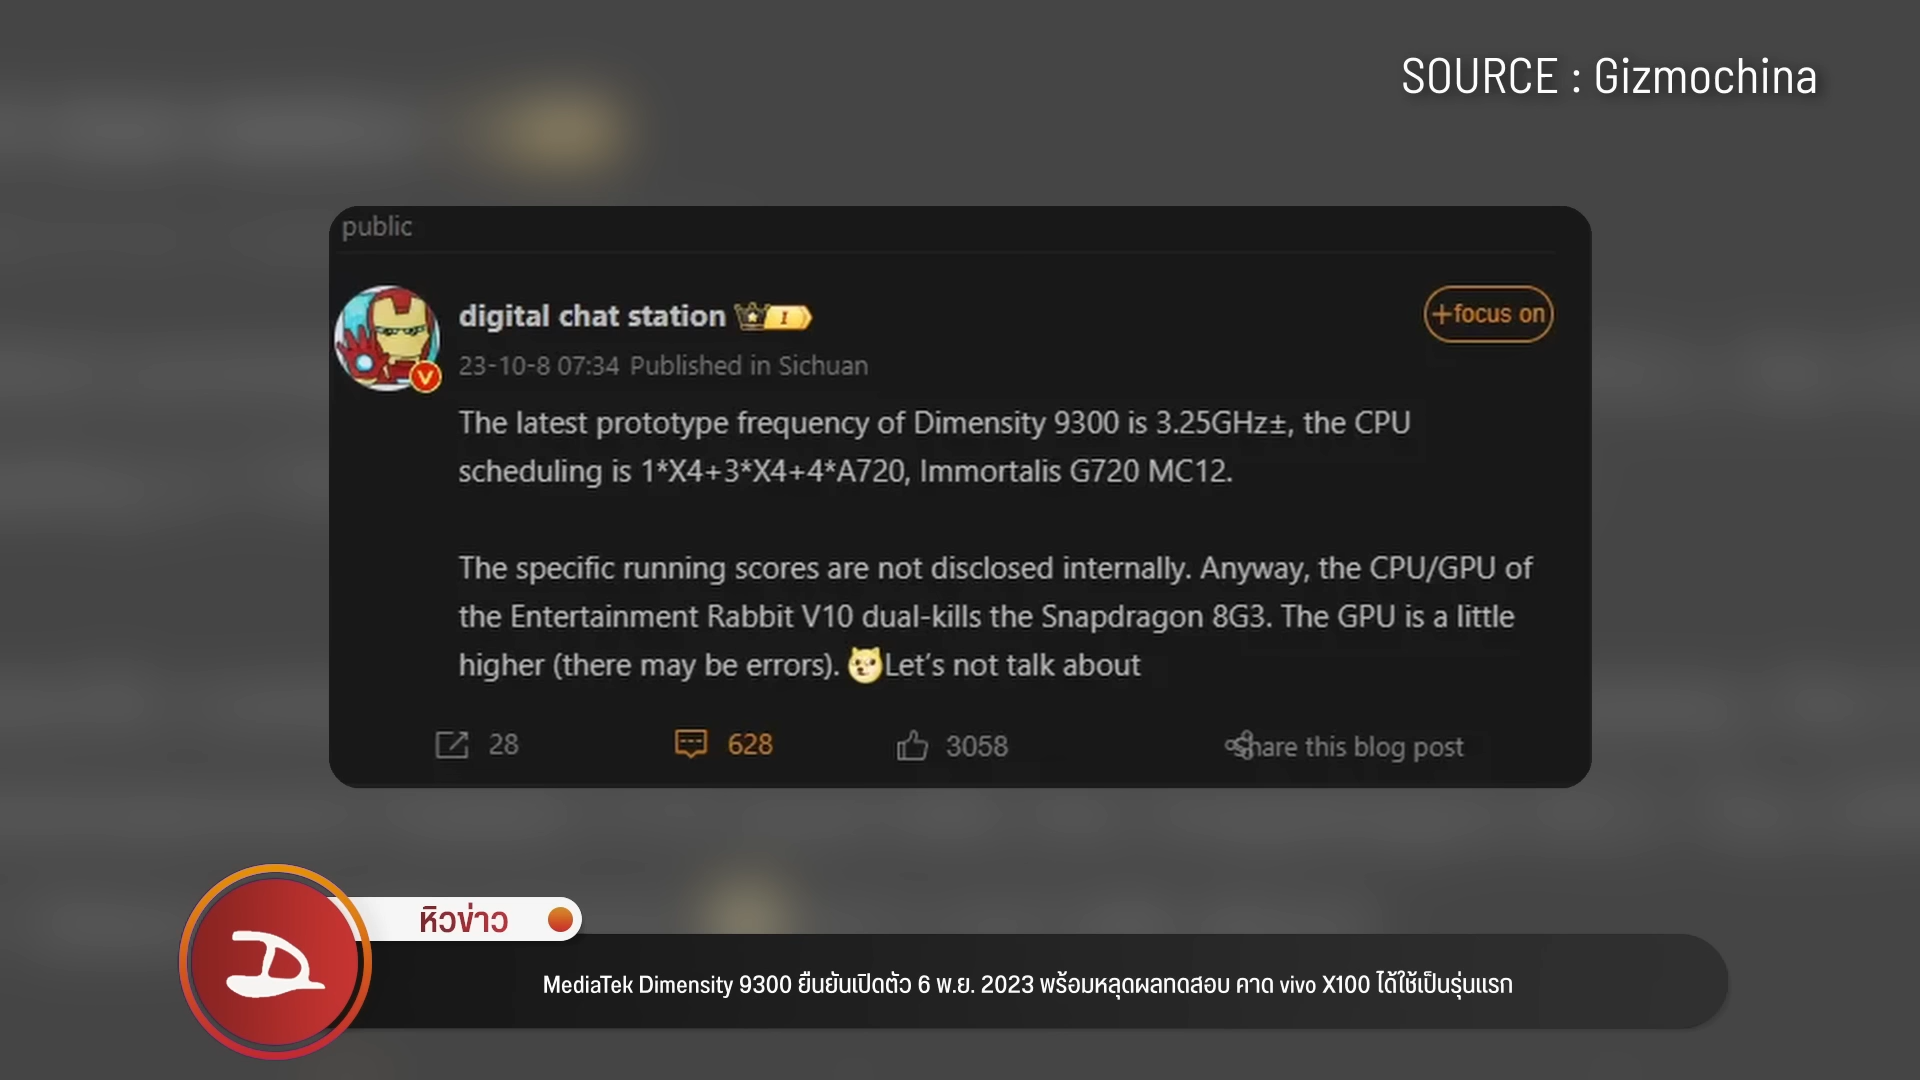 SOURCE : Gizmochina
public
digital chat station
+focus on
23-10-8 07:34 Published in Sichuan
The latest prototype frequency of Dimensity 9300 is 3.25GHz±, the CPU
scheduling is 1*X4+3*X4+4*A720, Immortalis G720 MC12.
The specific running scores are not disclosed internally. Anyway, the CPU/GPU of
the Entertainment Rabbit V10 dual-kills the Snapdragon 8G3. The GPU is a little
higher (there may be errors). Let's not talk about
28 628 3058 Share this blog post
หิวข่าว
MediaTek Dimensity 9300 ยืนยันเปิดตัว 6 พ.ย. 2023 พร้อมหลุดผลทดสอบ คาด vivo X100 ได้ใช้เป็นรุ่นแรก